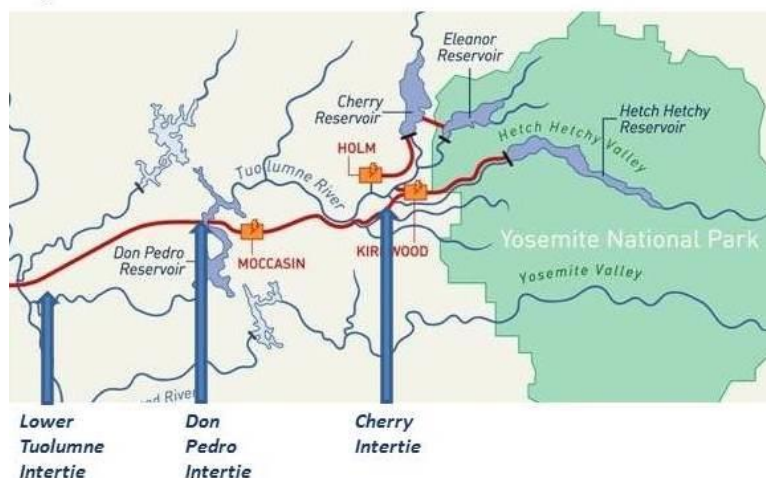 Eleanor
Reservoir
Cherry
Reservoir
Hetch Hetchy
Reservoir
Hetch Hetchy Valley
HOLM
Tuolumne River
KIRKWOOD
Yosemite National Park
Don Pedro
Reservoir
MOCCASIN
Yosemite Valley
River
Lower
Tuolumne
Intertie
Don
Pedro
Intertie
Cherry
Intertie